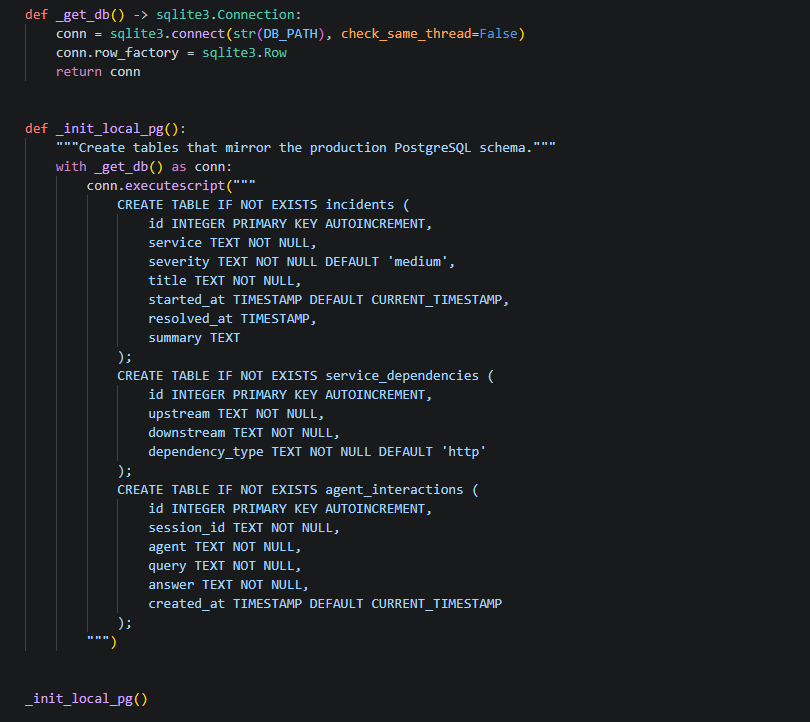 def _get_db() -> sqlite3.Connection:
    conn = sqlite3.connect(str(DB_PATH), check_same_thread=False)
    conn.row_factory = sqlite3.Row
    return conn


def _init_local_pg():
    """Create tables that mirror the production PostgreSQL schema."""
    with _get_db() as conn:
        conn.executescript("""
            CREATE TABLE IF NOT EXISTS incidents (
                id INTEGER PRIMARY KEY AUTOINCREMENT,
                service TEXT NOT NULL,
                severity TEXT NOT NULL DEFAULT 'medium',
                title TEXT NOT NULL,
                started_at TIMESTAMP DEFAULT CURRENT_TIMESTAMP,
                resolved_at TIMESTAMP,
                summary TEXT
            );
            CREATE TABLE IF NOT EXISTS service_dependencies (
                id INTEGER PRIMARY KEY AUTOINCREMENT,
                upstream TEXT NOT NULL,
                downstream TEXT NOT NULL,
                dependency_type TEXT NOT NULL DEFAULT 'http'
            );
            CREATE TABLE IF NOT EXISTS agent_interactions (
                id INTEGER PRIMARY KEY AUTOINCREMENT,
                session_id TEXT NOT NULL,
                agent TEXT NOT NULL,
                query TEXT NOT NULL,
                answer TEXT NOT NULL,
                created_at TIMESTAMP DEFAULT CURRENT_TIMESTAMP
            );
        """)


_init_local_pg()